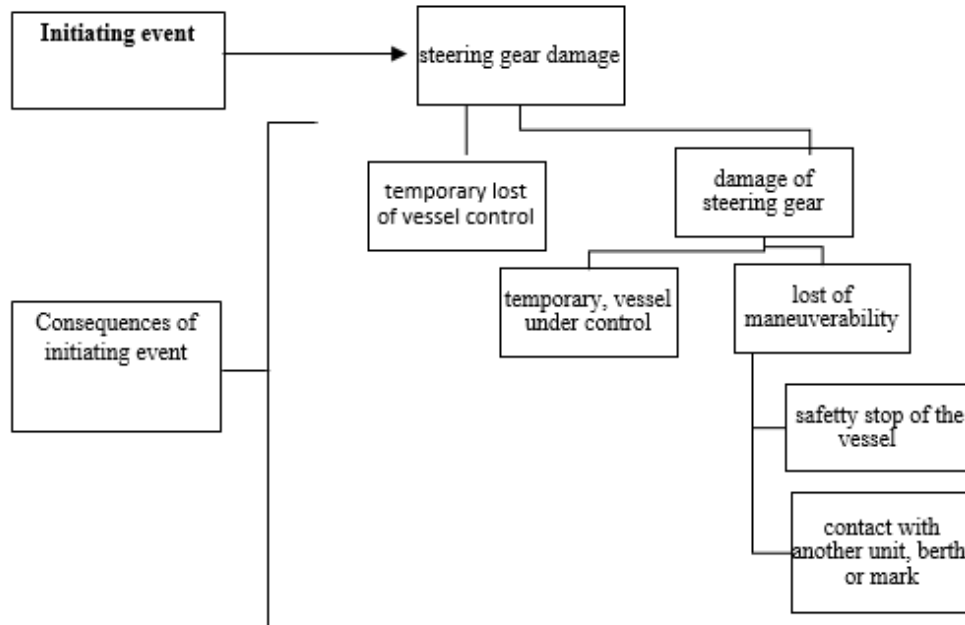 Initiating event
steering gear damage
temporary lost
of vessel control
damage of
steering gear
temporary, vessel
under control
lost of
maneuverability
Consequences of
initiating event
safetty stop of the
vessel
contact with
another unit, berth
or mark